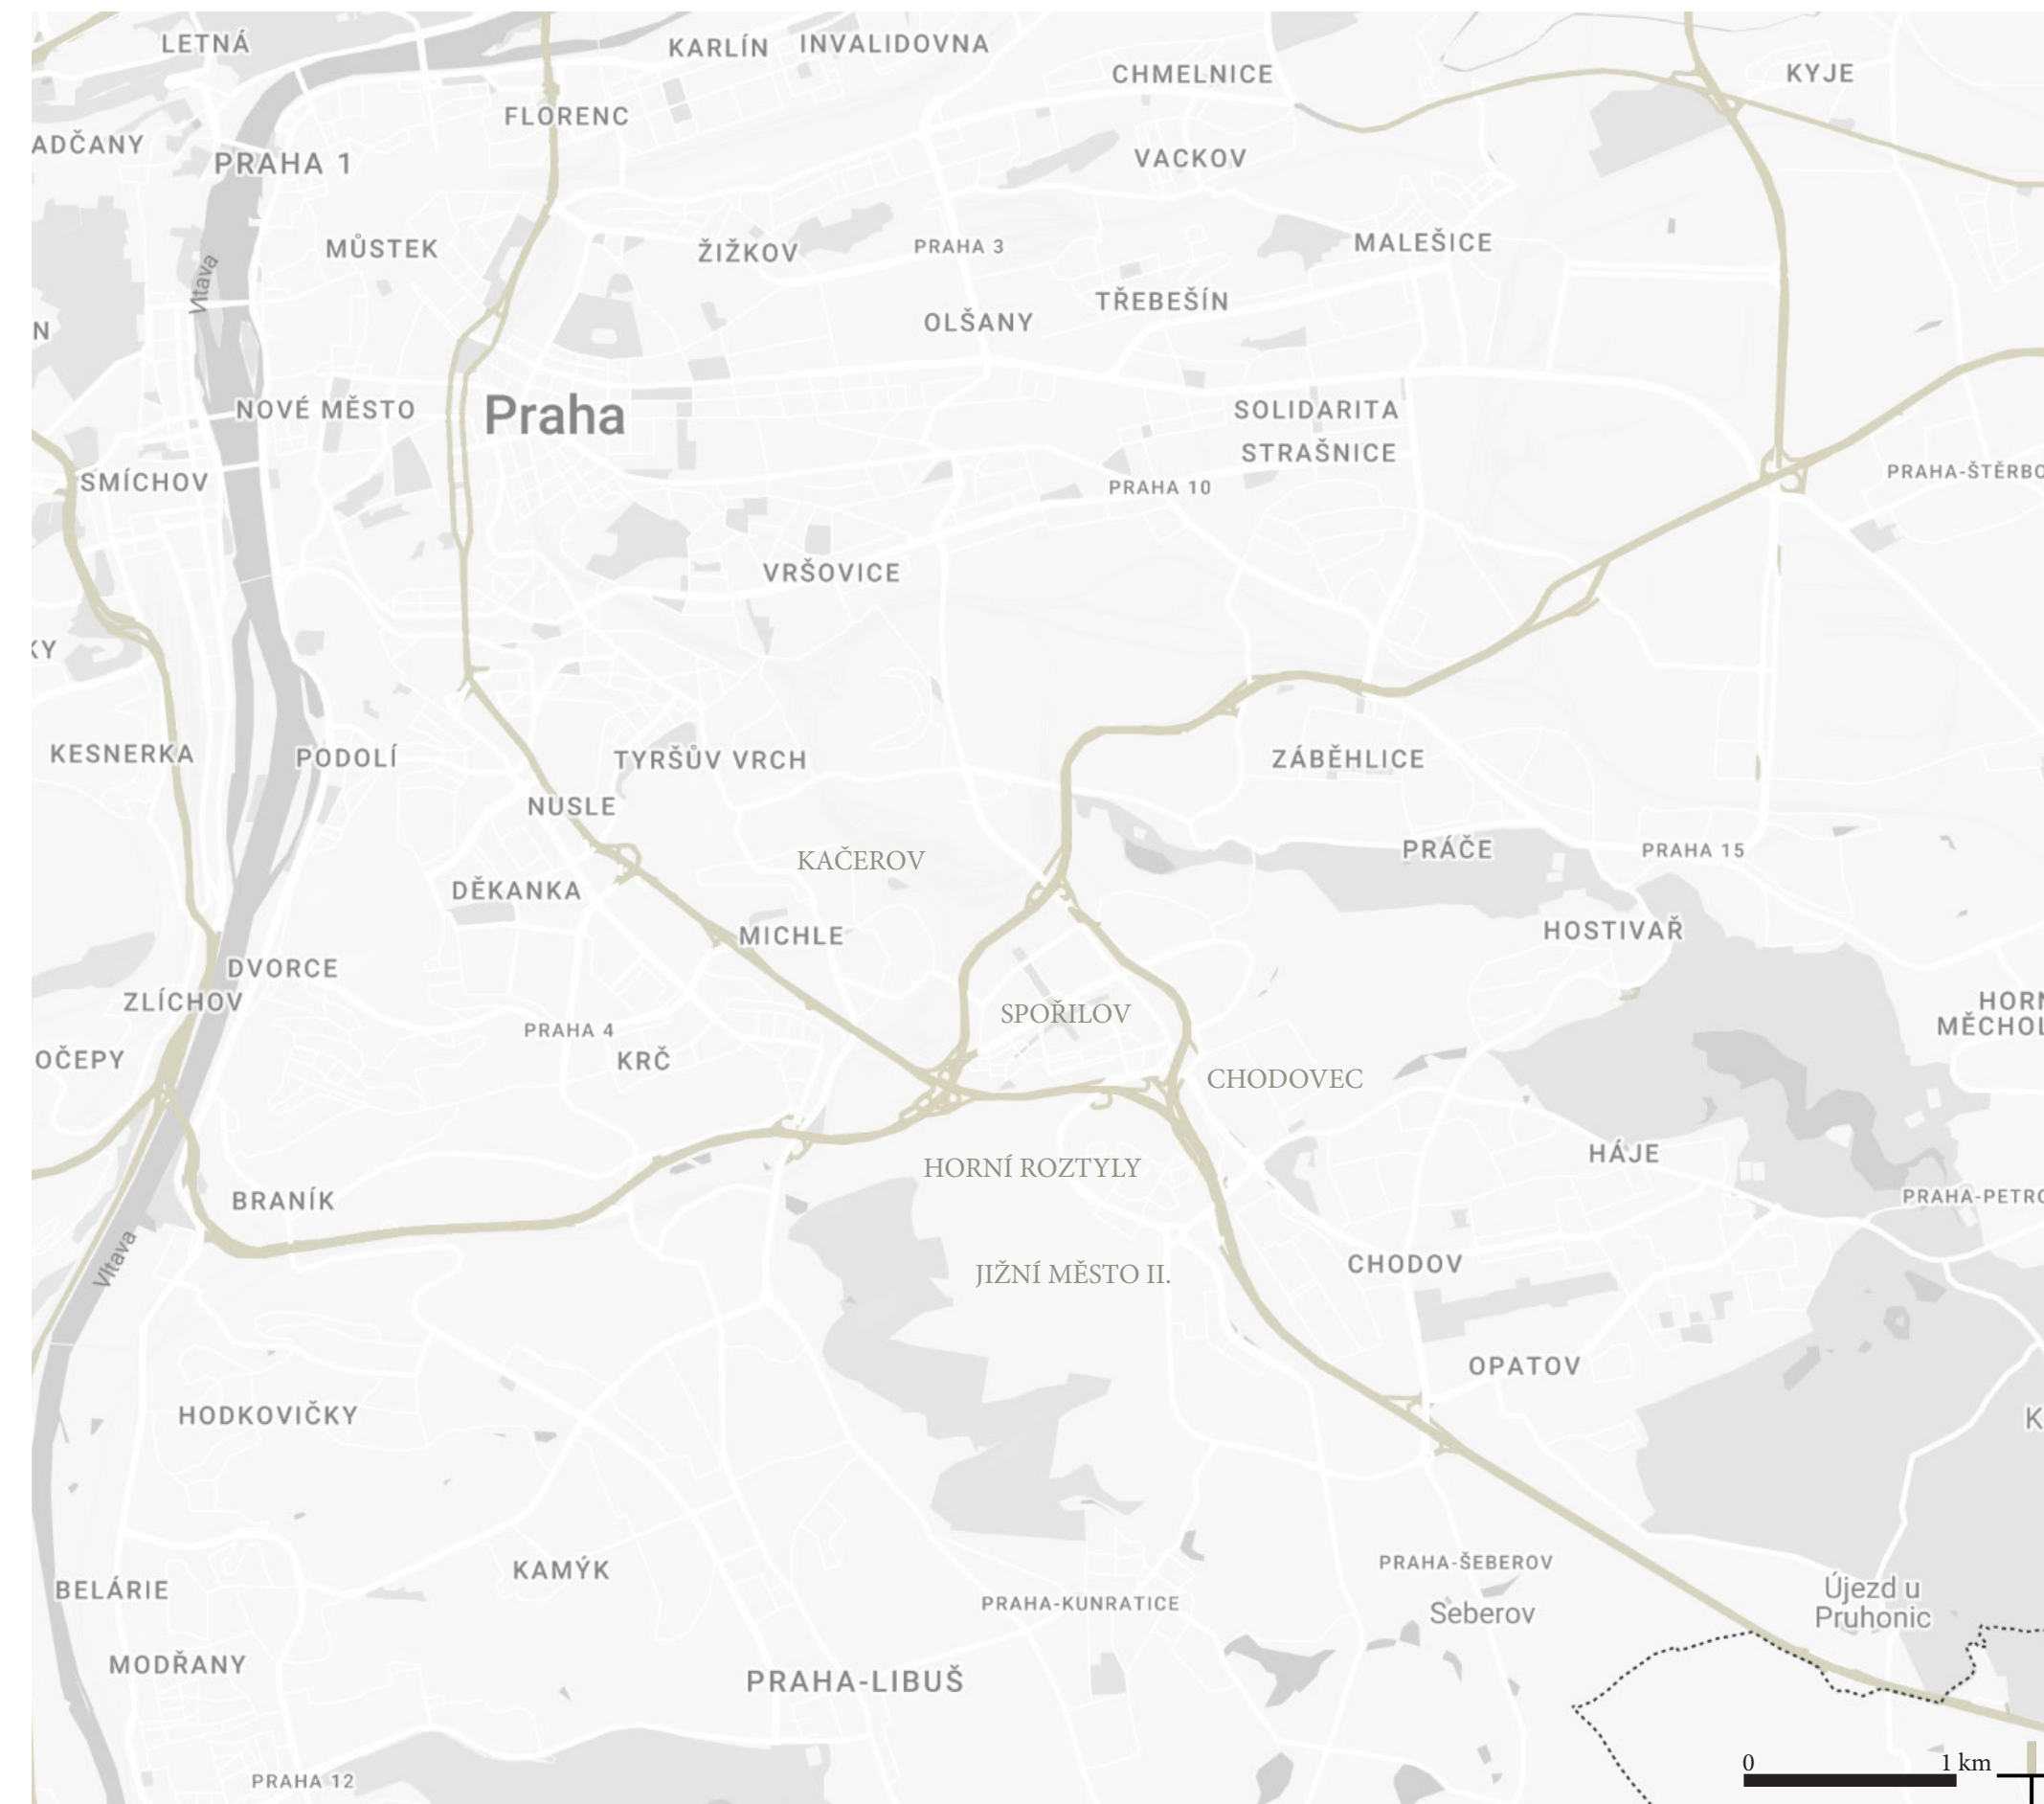 LETNÁ
KARLÍN
INVALIDOVNA
CHMELNICE
KYJE
FLORENC
ADČANY
PRAHA 1
VACKOV
MŮSTEK
ŽIŽKOV
PRAHA 3
MALEŠICE
Vltava
TŘEBEŠÍN
OLŠANY
N
NOVÉ MĚSTO
Praha
SOLIDARITA
STRAŠNICE
SMÍCHOV
PRAHA 10
PRAHA-ŠTĚRBO
VRŠOVICE
KY
KESNERKA
PODOLÍ
TYRŠŮV VRCH
ZÁBĚHLICE
NUSLE
KAČEROV
PRÁČE
PRAHA 15
DĚKANKA
MICHLE
HOSTIVAŘ
DVORCE
ZLÍCHOV
SPOŘILOV
HORN
MĚCHOL
PRAHA 4
OČEPY
KRČ
CHODOVEC
HÁJE
HORNÍ ROZTYLY
BRANÍK
PRAHA-PETRO
Vltava
JIŽNÍ MĚSTO II.
CHODOV
OPATOV
HODKOVIČKY
K
KAMÝK
PRAHA-ŠEBEROV
BELÁRIE
PRAHA-KUNRATICE
Seberov
Újezd u
Pruhonic
MODŘANY
PRAHA-LIBUŠ
0 1 km
PRAHA 12